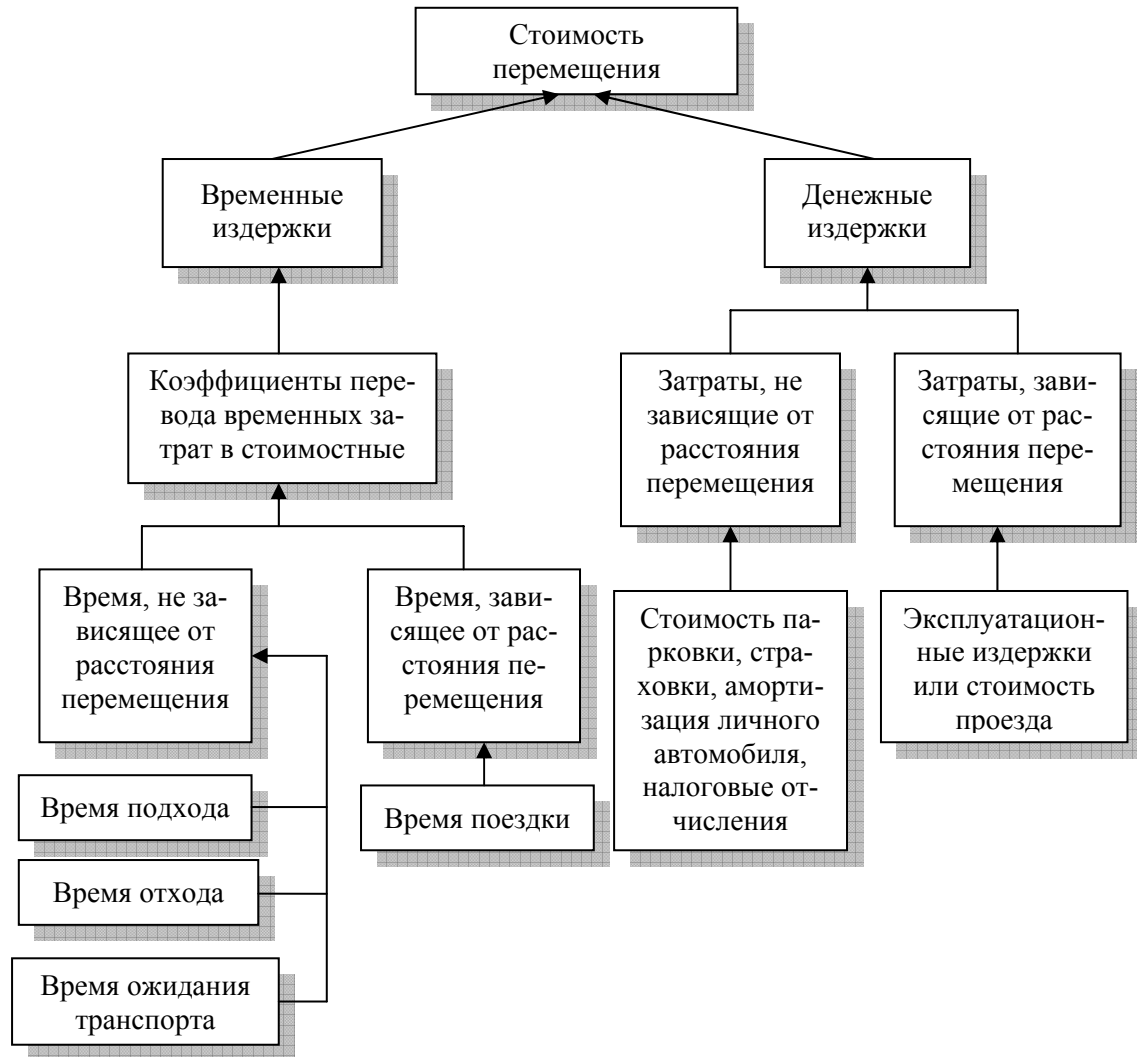 Стоимость
перемещения
Временные
издержки
Денежные
издержки
Коэффициенты пере-
вода временных за-
трат в стоимостные
Затраты, не
зависящие от
расстояния
перемещения
Затраты, зави-
сящие от рас-
стояния пере-
мещения
Время, не за-
висящее от
расстояния
перемещения
Время, зави-
сящее от рас-
стояния пе-
ремещения
Стоимость па-
рковки, стра-
ховки, аморти-
зация личного
автомобиля,
налоговые от-
числения
Эксплуатацион-
ные издержки
или стоимость
проезда
Время подхода
Время поездки
Время отхода
Время ожидания
транспорта